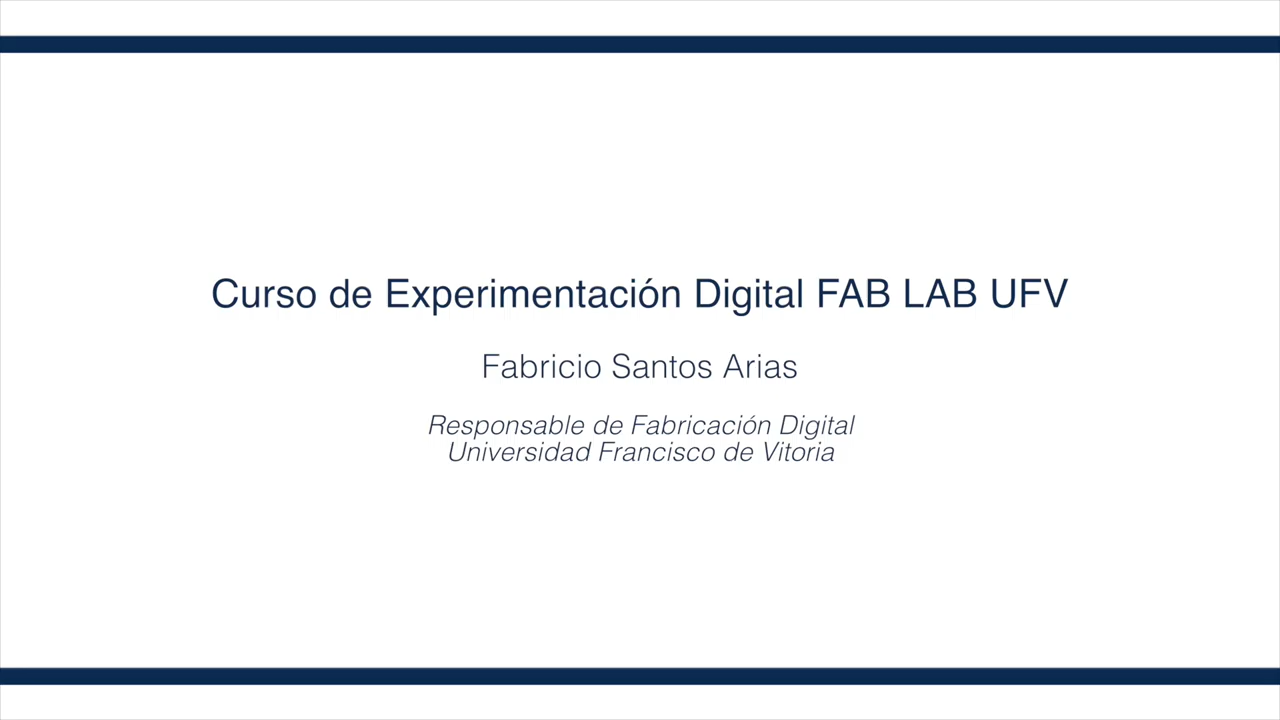 Curso de Experimentación Digital FAB LAB UFV
Fabricio Santos Arias
Responsable de Fabricación Digital
Universidad Francisco de Vitoria